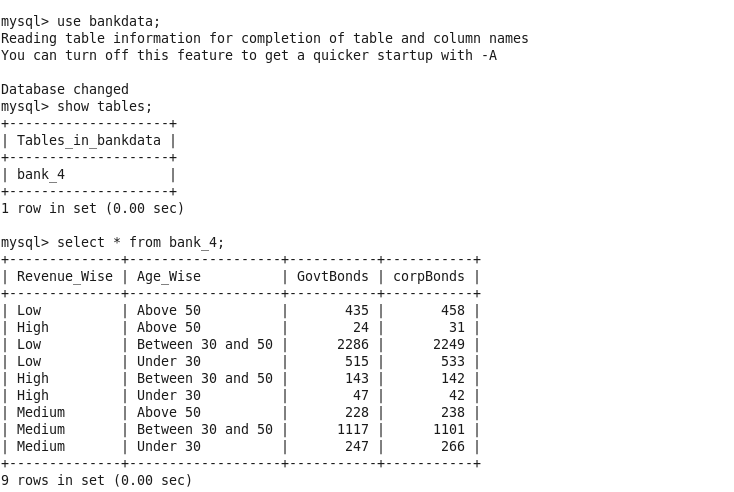 mysql> use bankdata;
Reading table information for completion of table and column names
You can turn off this feature to get a quicker startup with -A

Database changed
mysql> show tables;
+--------------------+
| Tables_in_bankdata |
+--------------------+
| bank_4             |
+--------------------+
1 row in set (0.00 sec)

mysql> select * from bank_4;
+--------------+-------------------+-----------+-----------+
| Revenue_Wise | Age_Wise          | GovtBonds | corpBonds |
+--------------+-------------------+-----------+-----------+
| Low          | Above 50          |       435 |       458 |
| High         | Above 50          |        24 |        31 |
| Low          | Between 30 and 50 |      2286 |      2249 |
| Low          | Under 30          |       515 |       533 |
| High         | Between 30 and 50 |       143 |       142 |
| High         | Under 30          |        47 |        42 |
| Medium       | Above 50          |       228 |       238 |
| Medium       | Between 30 and 50 |      1117 |      1101 |
| Medium       | Under 30          |       247 |       266 |
+--------------+-------------------+-----------+-----------+
9 rows in set (0.00 sec)